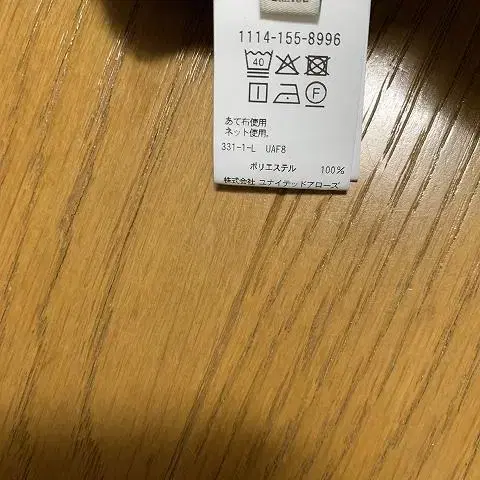 1114-155-8996
40
F
あて布使用
ネット使用。
331-1-L UAF8
ポリエステル 100%
株式会社 ユナイテッドアローズ